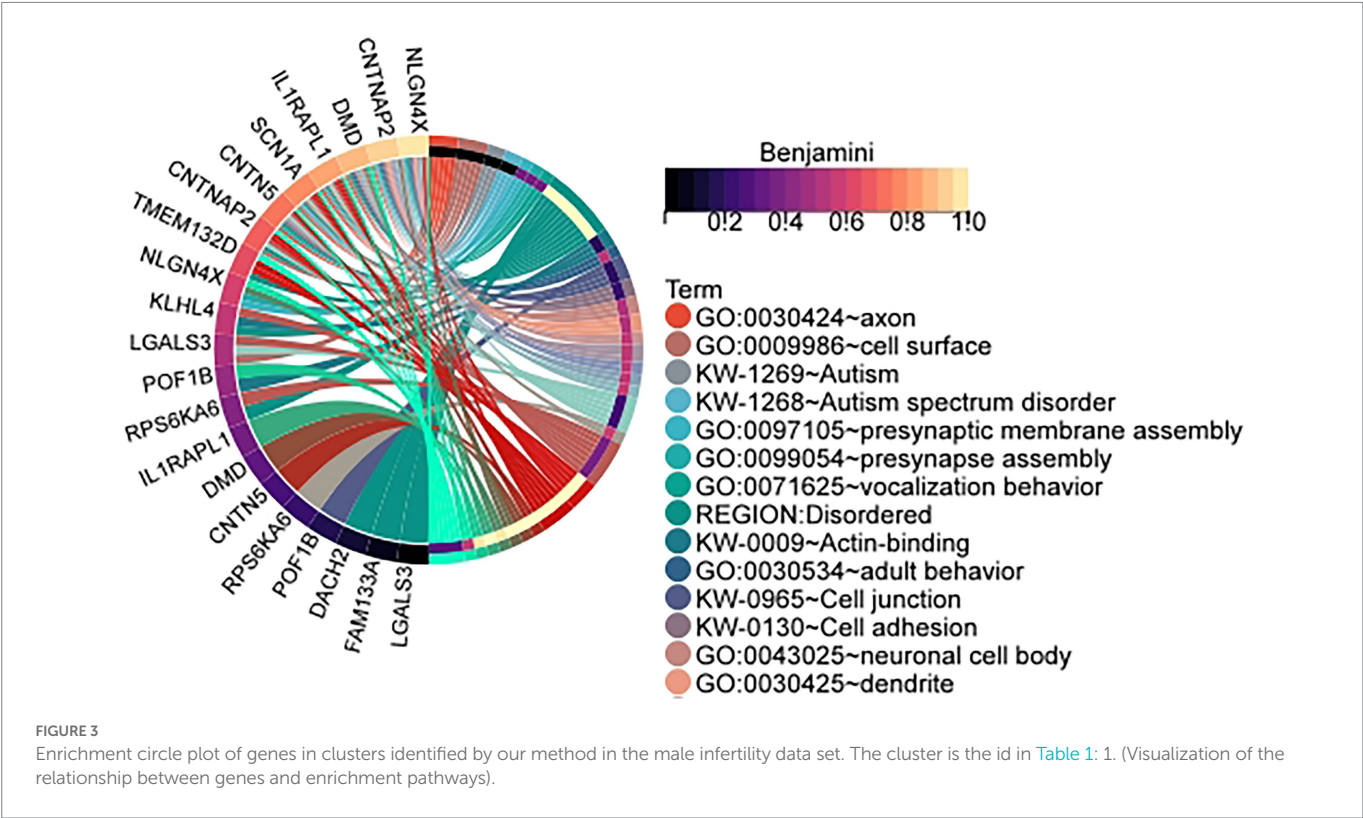 NLGN4X
CNTNAP2
DMD
IL1RAPL1
SCN1A
CNTN5
CNTNAP2
TMEM132D
NLGN4X
KLHL4
LGALS3
POF1B
RPS6KA6
IL1RAPL1
DMD
CNTN5
RPS6KA6
POF1B
DACH2
FAM133A
LGALS3
Benjamini
0.2 0.4 0.6 0.8 1.0
Term
GO:0030424~axon
GO:0009986~cell surface
KW-1269~Autism
KW-1268~Autism spectrum disorder
GO:0097105~presynaptic membrane assembly
GO:0099054~presynapse assembly
GO:0071625~vocalization behavior
REGION:Disordered
KW-0009~Actin-binding
GO:0030534~adult behavior
KW-0965~Cell junction
KW-0130~Cell adhesion
GO:0043025~neuronal cell body
GO:0030425~dendrite
FIGURE 3
Enrichment circle plot of genes in clusters identified by our method in the male infertility data set. The cluster is the id in Table 1: 1. (Visualization of the
relationship between genes and enrichment pathways).